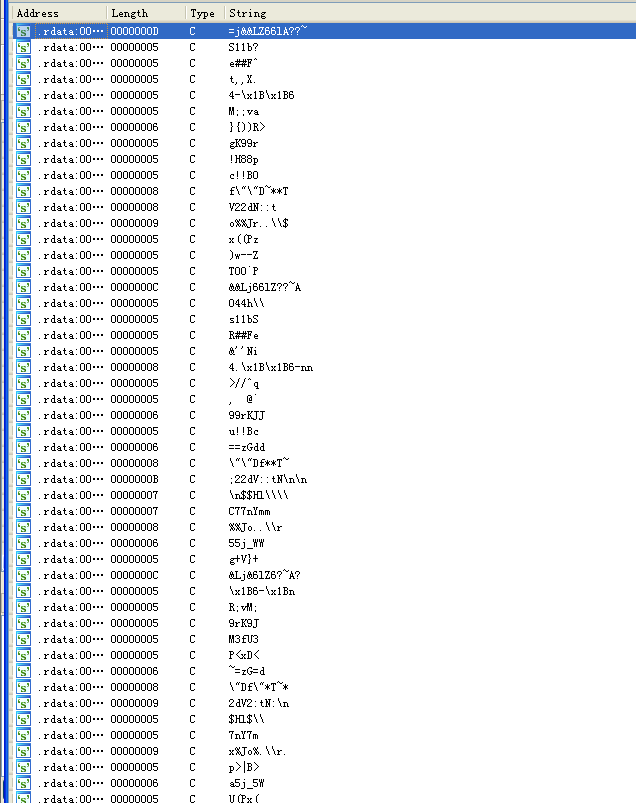 Address Length Type String
.rdata:00… 0000000D C =j&&LZ66lA??~
.rdata:00… 00000005 C S11b?
.rdata:00… 00000005 C e##F^
.rdata:00… 00000005 C t,,X.
.rdata:00… 00000005 C 4-\x1B\x1B6
.rdata:00… 00000005 C M;;va
.rdata:00… 00000006 C }{))R>
.rdata:00… 00000005 C gK99r
.rdata:00… 00000005 C !H88p
.rdata:00… 00000005 C c!!B0
.rdata:00… 00000008 C f\"\"D~**T
.rdata:00… 00000008 C V22dN::t
.rdata:00… 00000009 C o%%Jr..\\$
.rdata:00… 00000005 C x((Pz
.rdata:00… 00000005 C )w--Z
.rdata:00… 00000005 C T00`P
.rdata:00… 0000000C C &&Lj66lZ??~A
.rdata:00… 00000005 C O44h\\
.rdata:00… 00000005 C s11bS
.rdata:00… 00000005 C R##Fe
.rdata:00… 00000005 C &''Ni
.rdata:00… 00000008 C 4.\x1B\x1B6-nn
.rdata:00… 00000005 C >//^q
.rdata:00… 00000005 C , @`
.rdata:00… 00000006 C 99rKJJ
.rdata:00… 00000005 C u!!Bc
.rdata:00… 00000006 C ==zGdd
.rdata:00… 00000008 C \"\"Df**T~
.rdata:00… 0000000B C ;22dV::tN\n\n
.rdata:00… 00000007 C \n$$Hl\\\\
.rdata:00… 00000007 C C77nYmm
.rdata:00… 00000008 C %%Jo..\\r
.rdata:00… 00000006 C 55j_WW
.rdata:00… 00000005 C g+V}+
.rdata:00… 0000000C C &Lj&6lZ6?~A?
.rdata:00… 00000005 C \x1B6-\x1Bn
.rdata:00… 00000005 C R;vM;
.rdata:00… 00000005 C 9rK9J
.rdata:00… 00000005 C M3fU3
.rdata:00… 00000005 C P<xD<
.rdata:00… 00000006 C ~=zG=d
.rdata:00… 00000008 C \"Df\"*T~*
.rdata:00… 00000009 C 2dV2:tN:\n
.rdata:00… 00000005 C $Hl$\\
.rdata:00… 00000005 C 7nY7m
.rdata:00… 00000009 C x%Jo%.\\r.
.rdata:00… 00000005 C p>|B>
.rdata:00… 00000006 C a5j_5W
.rdata:00… 00000005 C U(Px(